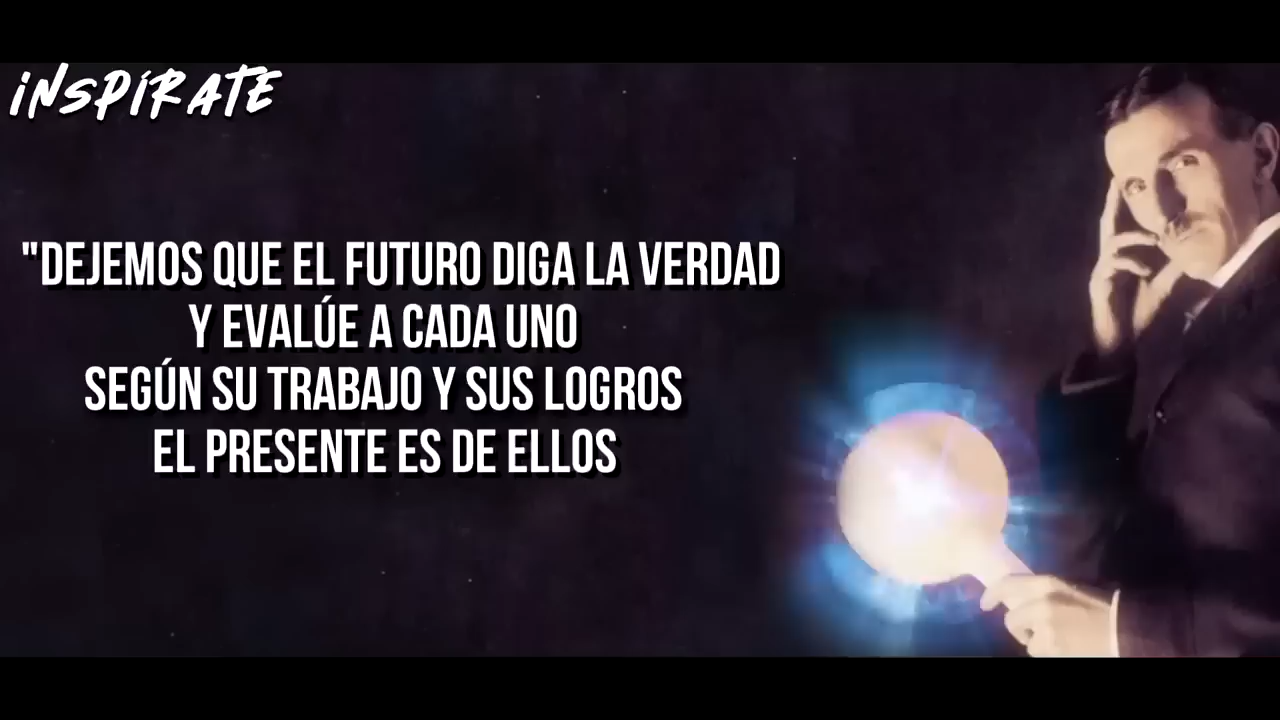 INSPÍRATE
"DEJEMOS QUE EL FUTURO DIGA LA VERDAD
Y EVALÚE A CADA UNO
SEGÚN SU TRABAJO Y SUS LOGROS
EL PRESENTE ES DE ELLOS